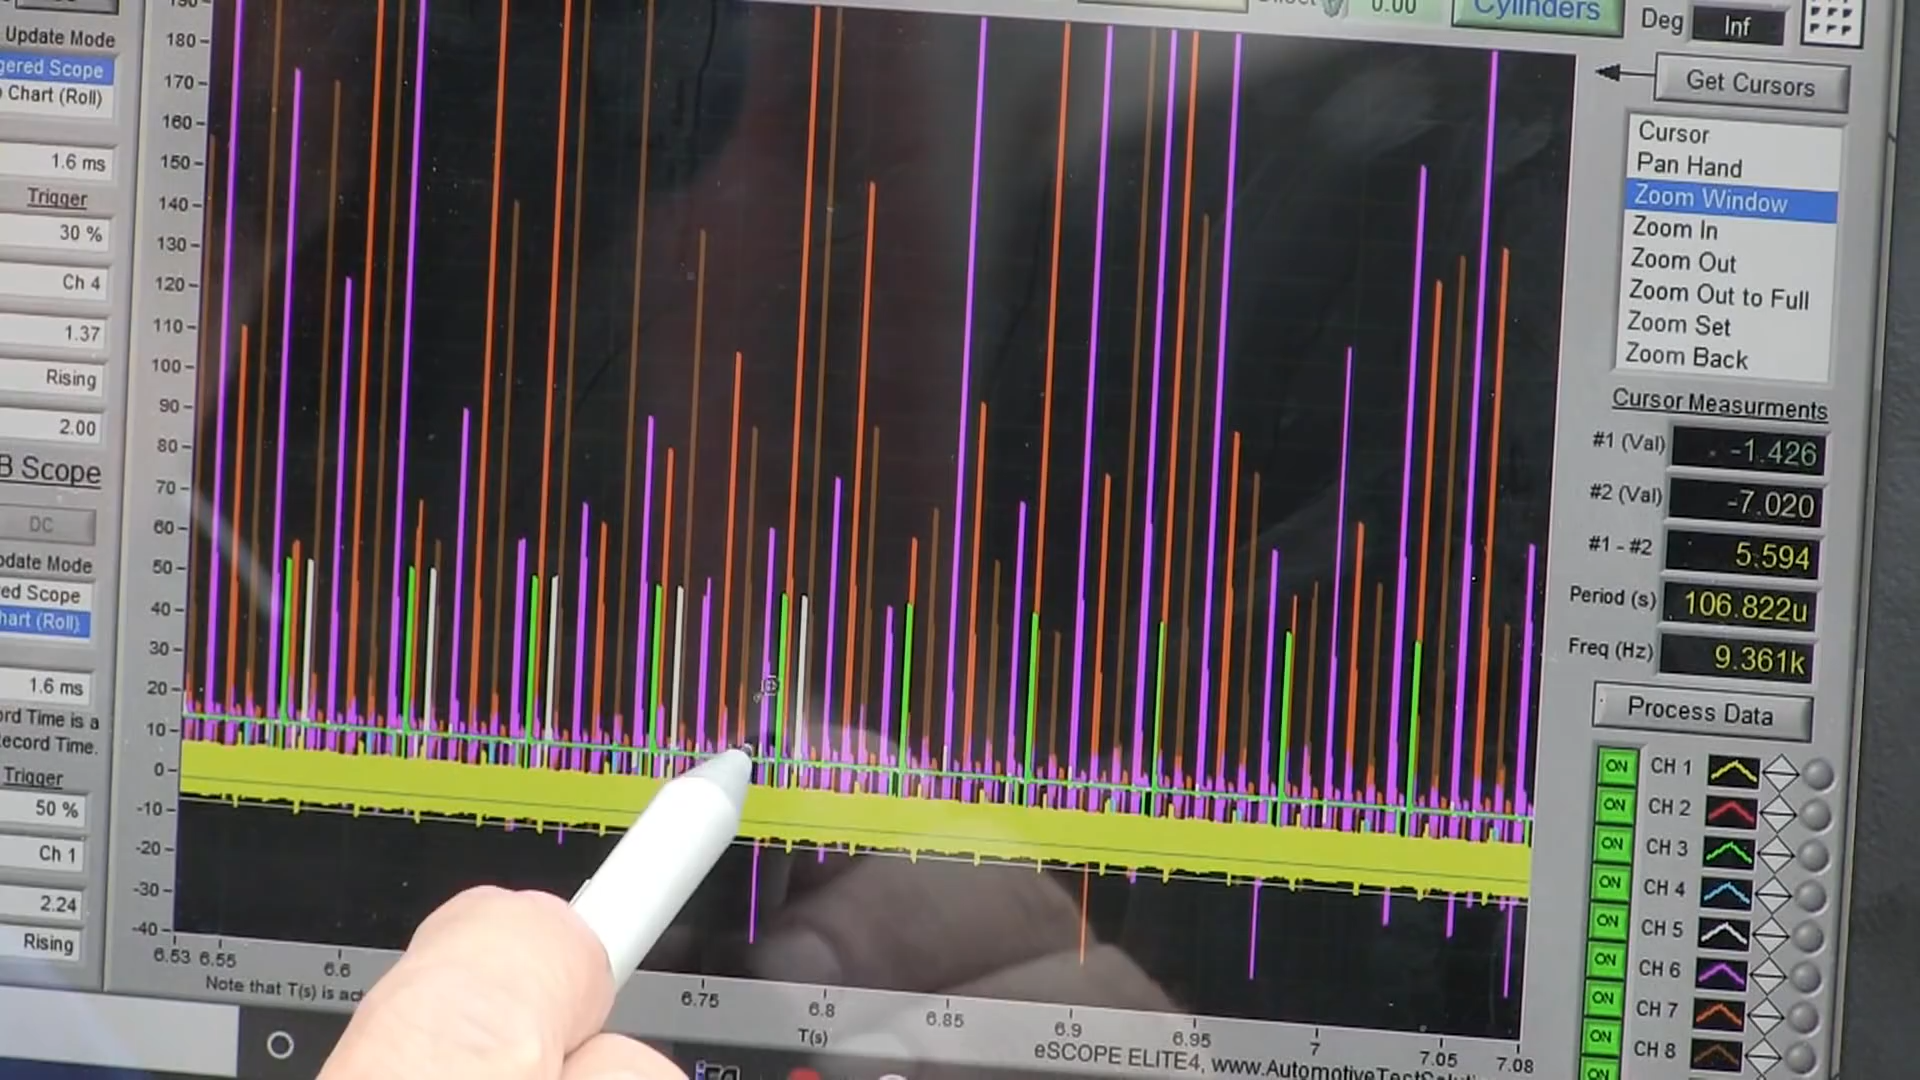 Update Mode
gered Scope
Chart (Roll)
1.6 ms
Trigger
30 %
Ch 4
1.37
Rising
2.00
B Scope
DC
pdate Mode
ed Scope
hart (Roll)
1.6 ms
rd Time is a
ecord Time.
Trigger
50 %
Ch 1
2.24
Rising
190
180
170
160
150
140
130
120
110
100
90
80
70
60
50
40
30
20
10
0
-10
-20
-30
-40
6.53 6.55 6.6 6.75 6.8 6.85 6.9 6.95 7 7.05 7.08
Note that T(s) is
T(s)
eSCOPE ELITE4, www.AutomotiveTestSoluti
0.00
Cylinders
Deg Inf
Get Cursors
Cursor
Pan Hand
Zoom Window
Zoom In
Zoom Out
Zoom Out to Full
Zoom Set
Zoom Back
Cursor Measurments
#1 (Val) -1.426
#2 (Val) -7.020
#1 - #2 5.594
Period (s) 106.822u
Freq (Hz) 9.361k
Process Data
ON CH 1
ON CH 2
ON CH 3
ON CH 4
ON CH 5
ON CH 6
ON CH 7
ON CH 8
ON